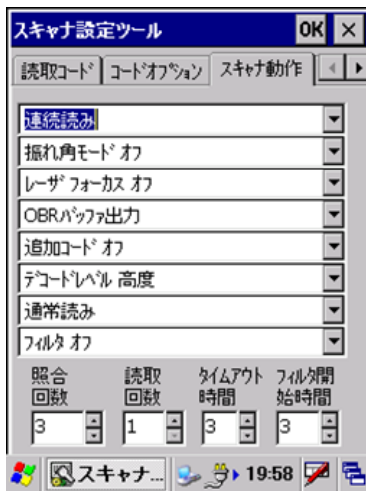 スキャナ設定ツール OK ×
読取コード コードオプション スキャナ動作
連続読み
振れ角モード オフ
レーザ フォーカス オフ
OBRバッファ出力
追加コード オフ
デコードレベル 高度
通常読み
フィルタ オフ
照合 読取 タイムアウト フィルタ開
回数 回数 時間 始時間
3 1 3 3
スキャナ... 19:58